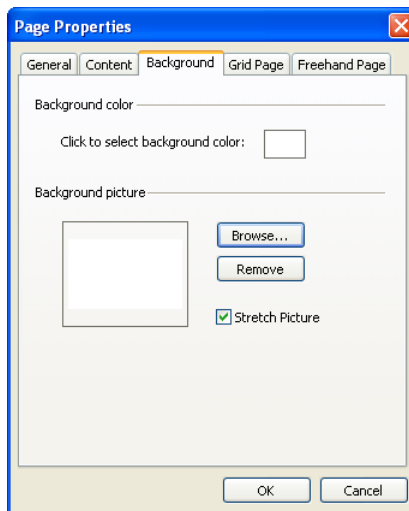 Page Properties
General Content Background Grid Page Freehand Page
Background color
Click to select background color:
Background picture
Browse...
Remove
Stretch Picture
OK Cancel